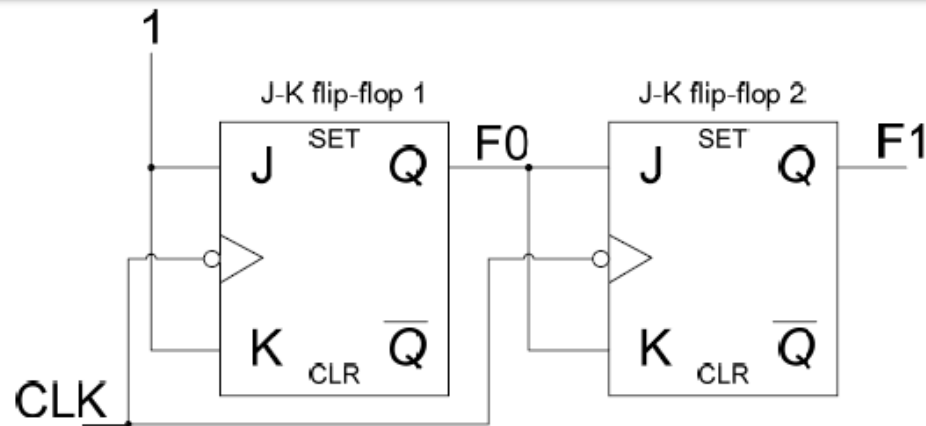 1
J-K flip-flop 1
J-K flip-flop 2
SET
SET
J
Q
F0
J
Q
F1
K
Q
K
Q
CLR
CLR
CLK